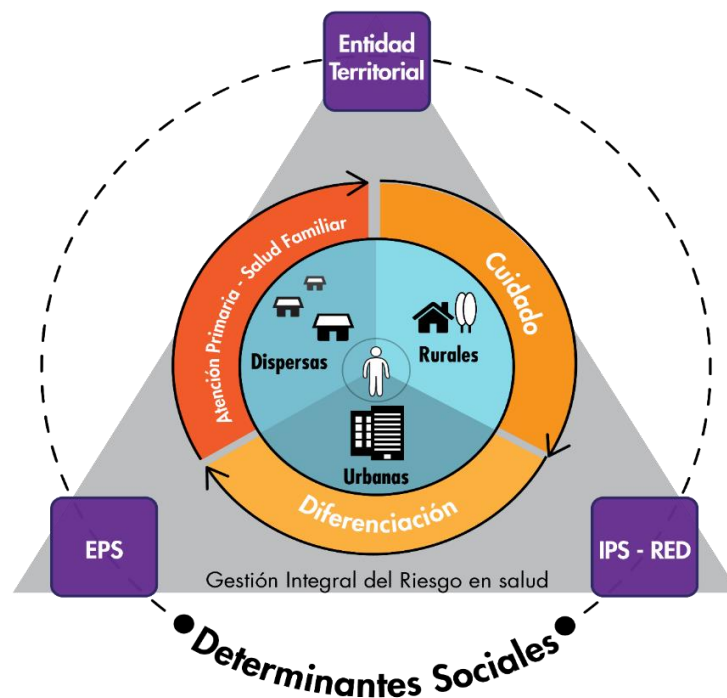 Entidad
Territorial
Atención Primaria - Salud Familiar
Cuidado
Dispersas
Rurales
Urbanas
Diferenciación
EPS
IPS - RED
Gestión Integral del Riesgo en salud
Determinantes Sociales